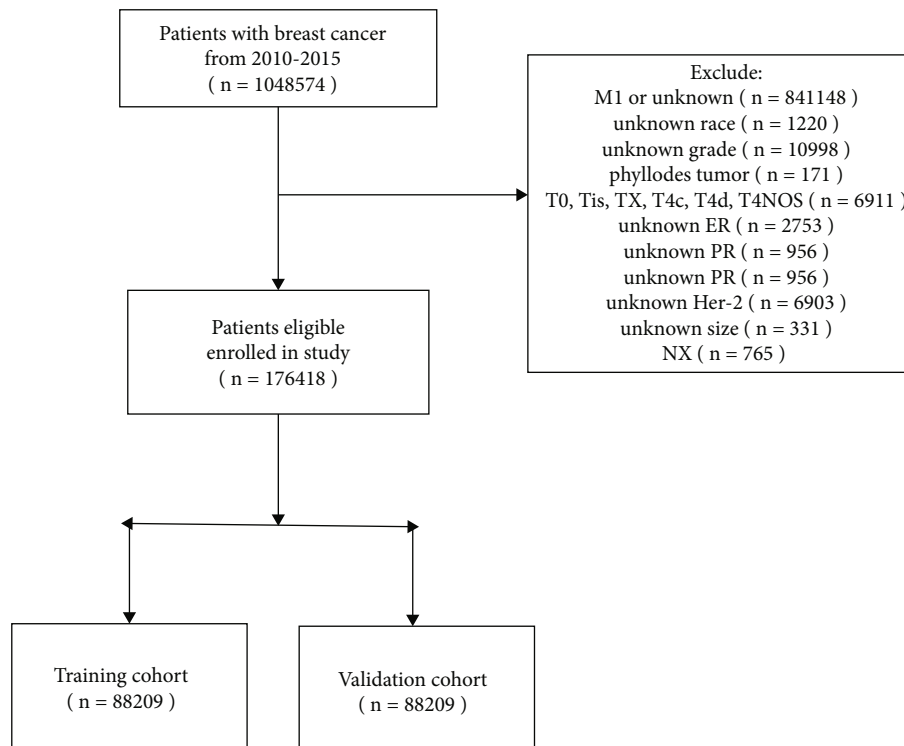 Patients with breast cancer
from 2010-2015
( n = 1048574 )
Exclude:
M1 or unknown ( n = 841148 )
unknown race ( n = 1220 )
unknown grade ( n = 10998 )
phyllodes tumor ( n = 171 )
T0, Tis, TX, T4c, T4d, T4NOS ( n = 6911 )
unknown ER ( n = 2753 )
unknown PR ( n = 956 )
unknown PR ( n = 956 )
unknown Her-2 ( n = 6903 )
unknown size ( n = 331 )
NX ( n = 765 )
Patients eligible
enrolled in study
( n = 176418 )
Training cohort
( n = 88209 )
Validation cohort
( n = 88209 )